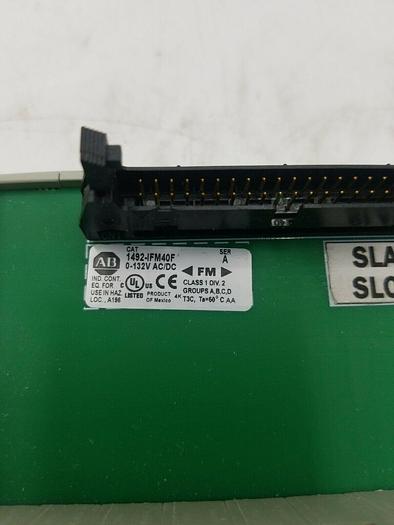 CAT
1492-IFM40F
SER
A
AB
0-132V AC/DC
IND. CONT.
EQ. FOR
USE IN HAZ.
LOC., A196
C UL US
LISTED
CE
PRODUCT
OF Mexico
FM
CLASS 1 DIV. 2
GROUPS A,B,C,D
4K T3C, Ta=60° C AA
SLA
SLO